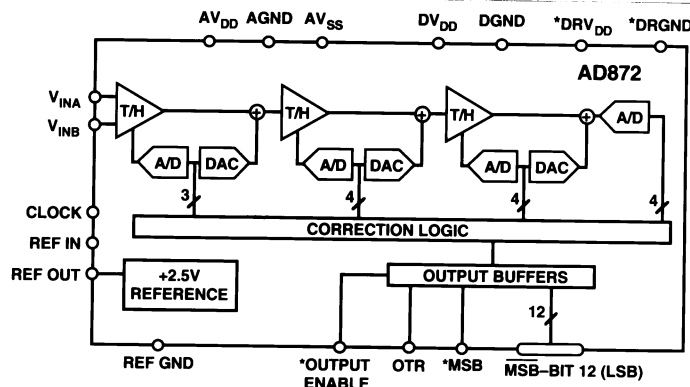 AVDD AGND AVSS DVDD DGND *DRVDD *DRGND
AD872
VINA
VINB
T/H + T/H + T/H + A/D
A/D DAC A/D DAC A/D DAC
3 4 4 4
CLOCK
CORRECTION LOGIC
REF IN
REF OUT
+2.5V
REFERENCE
OUTPUT BUFFERS
12
REF GND
*OUTPUT
ENABLE
OTR
*MSB
MSB–BIT 12 (LSB)